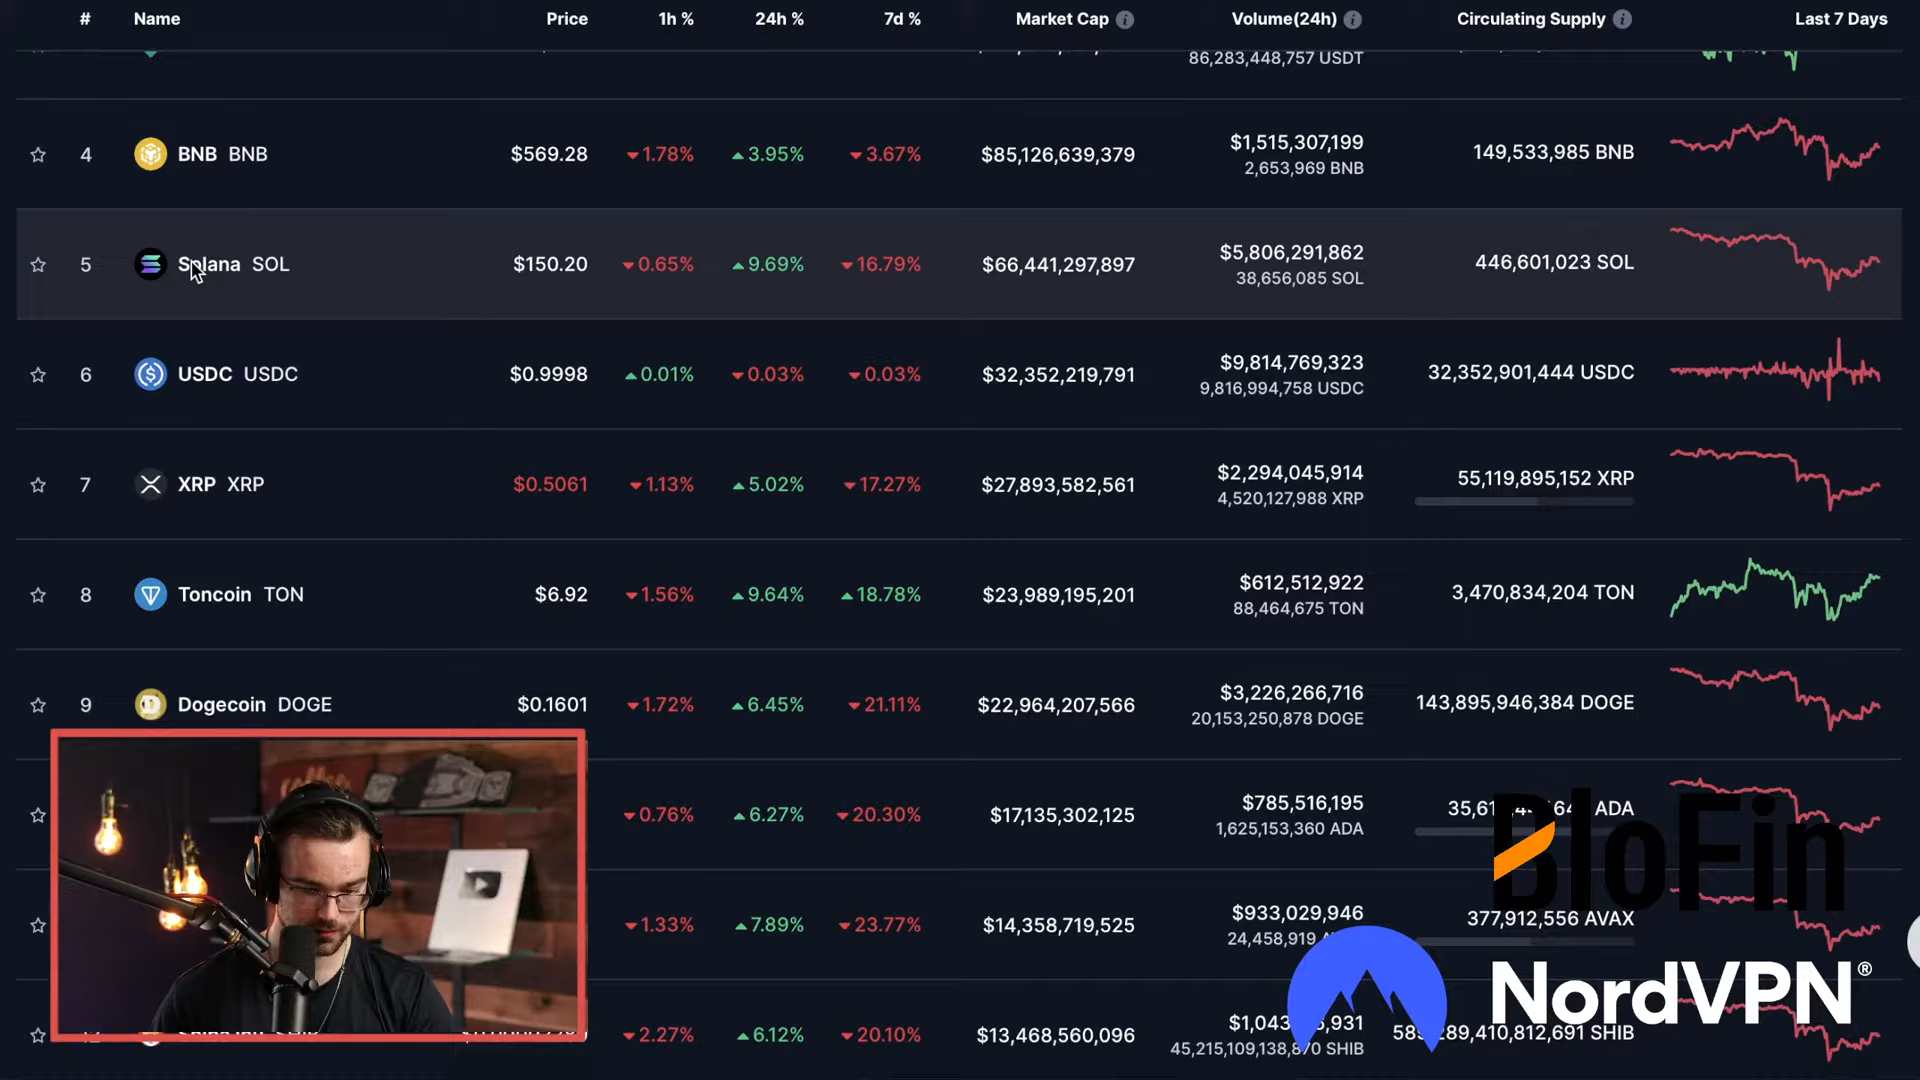 # Name Price 1h % 24h % 7d % Market Cap Volume(24h) Circulating Supply Last 7 Days
86,283,448,757 USDT
4 BNB BNB $569.28 1.78% 3.95% 3.67% $85,126,639,379 $1,515,307,199 149,533,985 BNB
2,653,969 BNB
5 Solana SOL $150.20 0.65% 9.69% 16.79% $66,441,297,897 $5,806,291,862 446,601,023 SOL
38,656,085 SOL
6 USDC USDC $0.9998 0.01% 0.03% 0.03% $32,352,219,791 $9,814,769,323 32,352,901,444 USDC
9,816,994,758 USDC
7 XRP XRP $0.5061 1.13% 5.02% 17.27% $27,893,582,561 $2,294,045,914 55,119,895,152 XRP
4,520,127,988 XRP
8 Toncoin TON $6.92 1.56% 9.64% 18.78% $23,989,195,201 $612,512,922 3,470,834,204 TON
88,464,675 TON
9 Dogecoin DOGE $0.1601 1.72% 6.45% 21.11% $22,964,207,566 $3,226,266,716 143,895,946,384 DOGE
20,153,250,878 DOGE
0.76% 6.27% 20.30% $17,135,302,125 $785,516,195 ADA
1,625,153,360 ADA
BloFin
1.33% 7.89% 23.77% $14,358,719,525 $933,029,946 377,912,556 AVAX
24,458,919
NordVPN®
2.27% 6.12% 20.10% $13,468,560,096 SHIB
45,215,109,138,870 SHIB